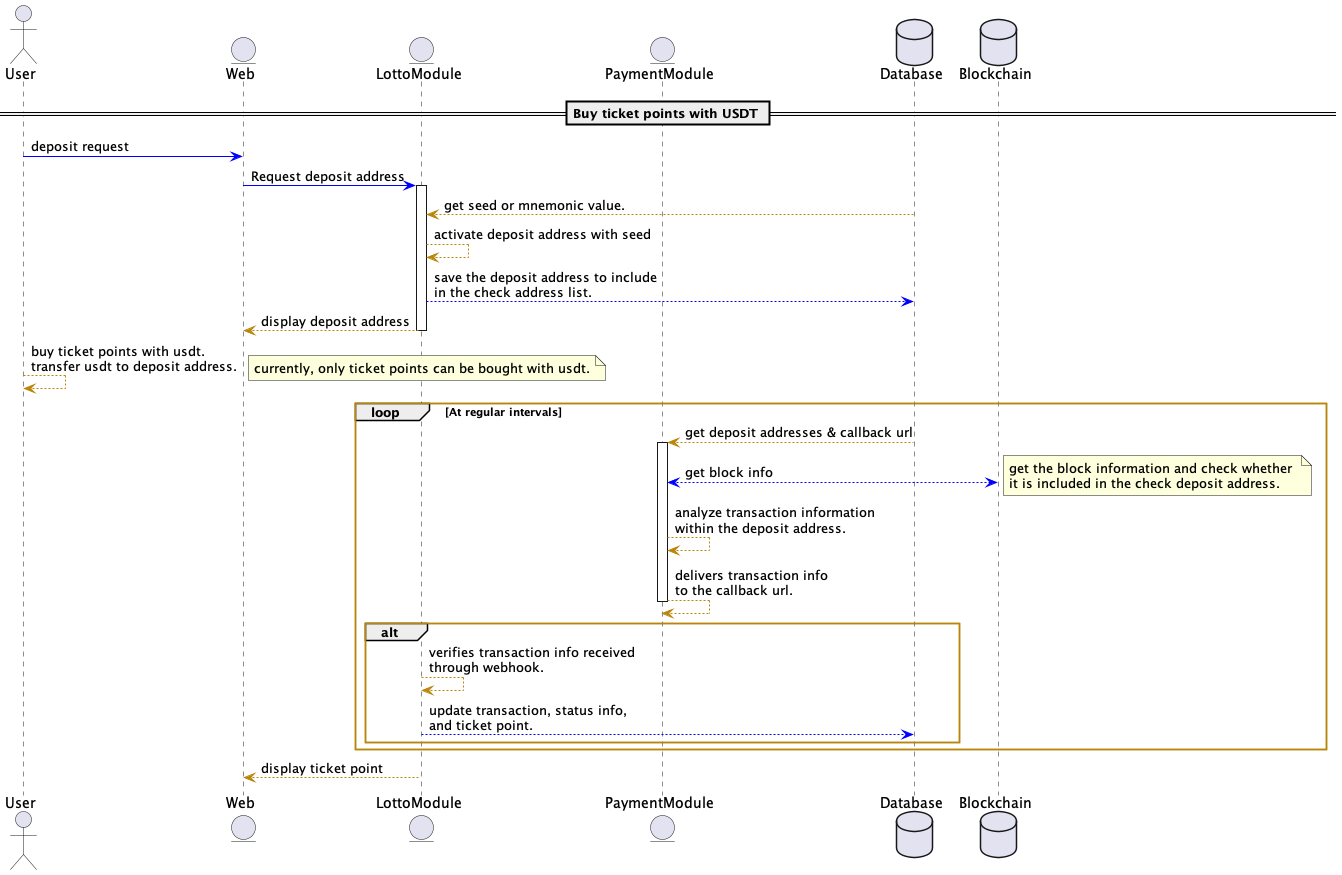 User
Web
LottoModule
PaymentModule
Database
Blockchain
Buy ticket points with USDT
deposit request
Request deposit address
get seed or mnemonic value.
activate deposit address with seed
save the deposit address to include
in the check address list.
display deposit address
buy ticket points with usdt.
transfer usdt to deposit address.
currently, only ticket points can be bought with usdt.
loop
[At regular intervals]
get deposit addresses & callback url
get block info
get the block information and check whether
it is included in the check deposit address.
analyze transaction information
within the deposit address.
delivers transaction info
to the callback url.
alt
verifies transaction info received
through webhook.
update transaction, status info,
and ticket point.
display ticket point
User
Web
LottoModule
PaymentModule
Database
Blockchain